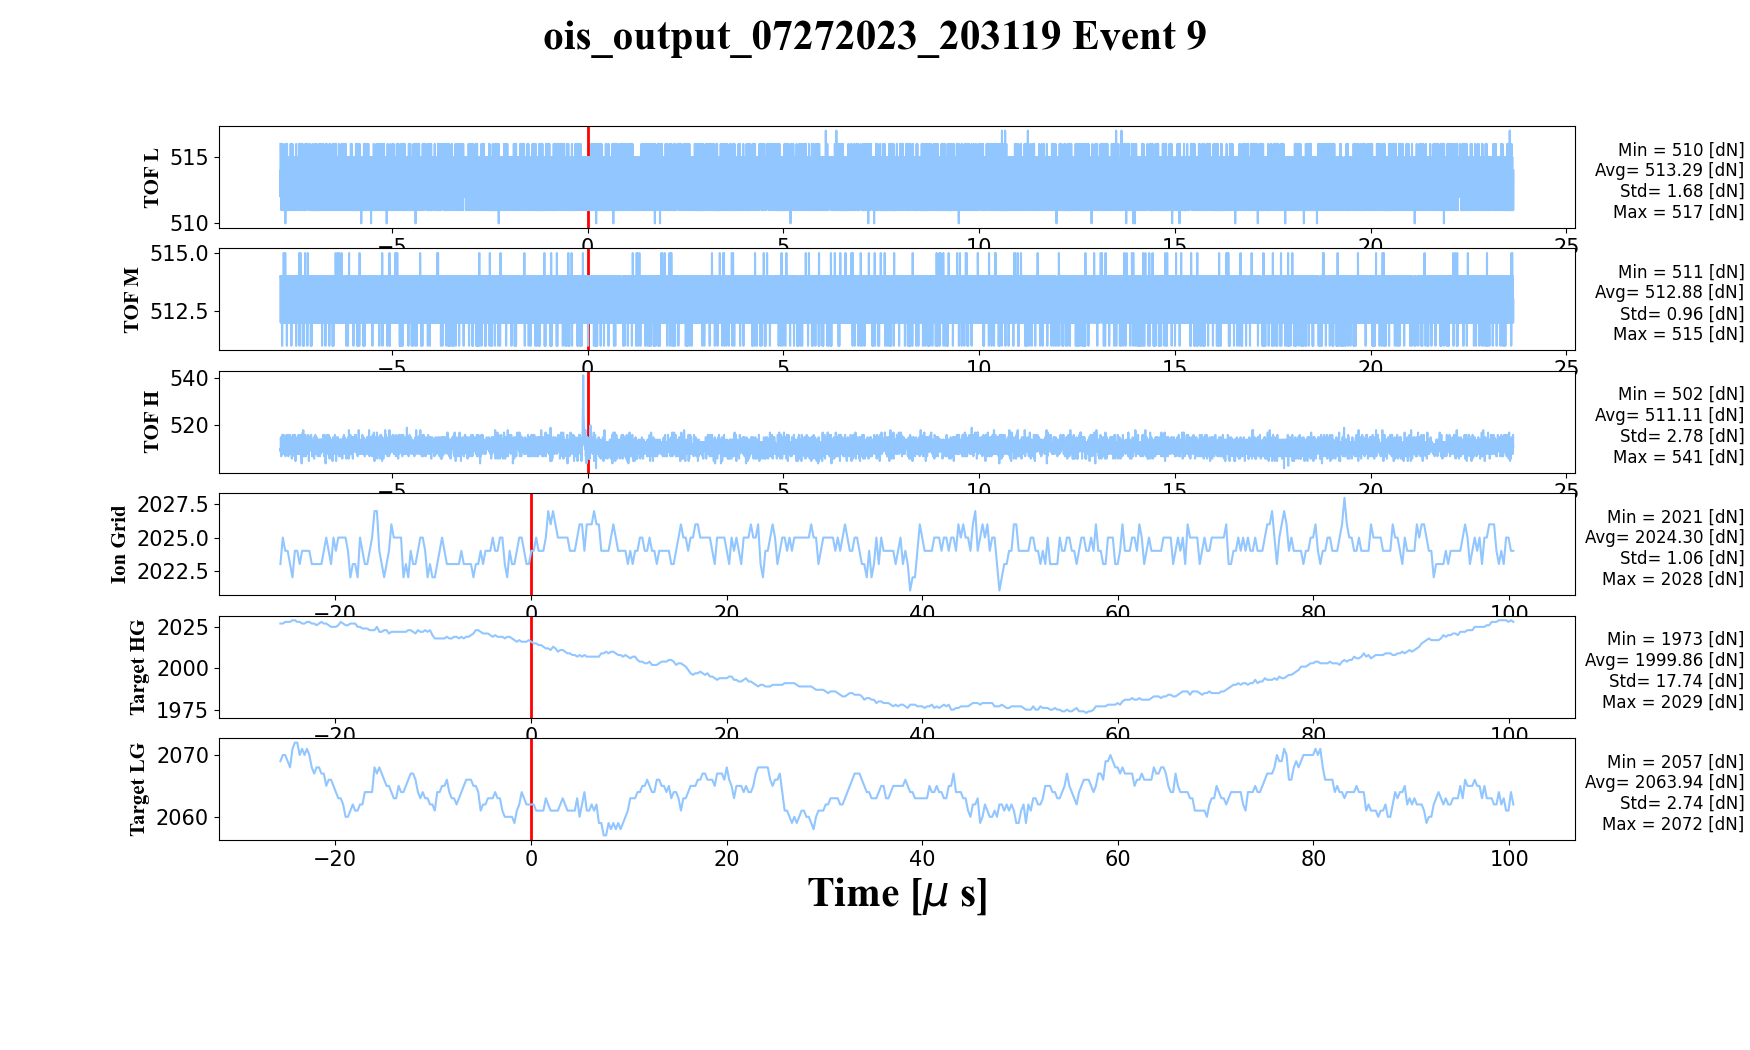 ois_output_07272023_203119 Event 9
TOF L
515
510
−5 0 5 10 15 20 25
Min = 510 [dN]
Avg= 513.29 [dN]
Std= 1.68 [dN]
Max = 517 [dN]
TOF M
515.0
512.5
−5 0 5 10 15 20 25
Min = 511 [dN]
Avg= 512.88 [dN]
Std= 0.96 [dN]
Max = 515 [dN]
TOF H
540
520
−5 0 5 10 15 20 25
Min = 502 [dN]
Avg= 511.11 [dN]
Std= 2.78 [dN]
Max = 541 [dN]
Ion Grid
2027.5
2025.0
2022.5
−20 0 20 40 60 80 100
Min = 2021 [dN]
Avg= 2024.30 [dN]
Std= 1.06 [dN]
Max = 2028 [dN]
Target HG
2025
2000
1975
−20 0 20 40 60 80 100
Min = 1973 [dN]
Avg= 1999.86 [dN]
Std= 17.74 [dN]
Max = 2029 [dN]
Target LG
2070
2060
−20 0 20 40 60 80 100
Min = 2057 [dN]
Avg= 2063.94 [dN]
Std= 2.74 [dN]
Max = 2072 [dN]
Time [μ s]